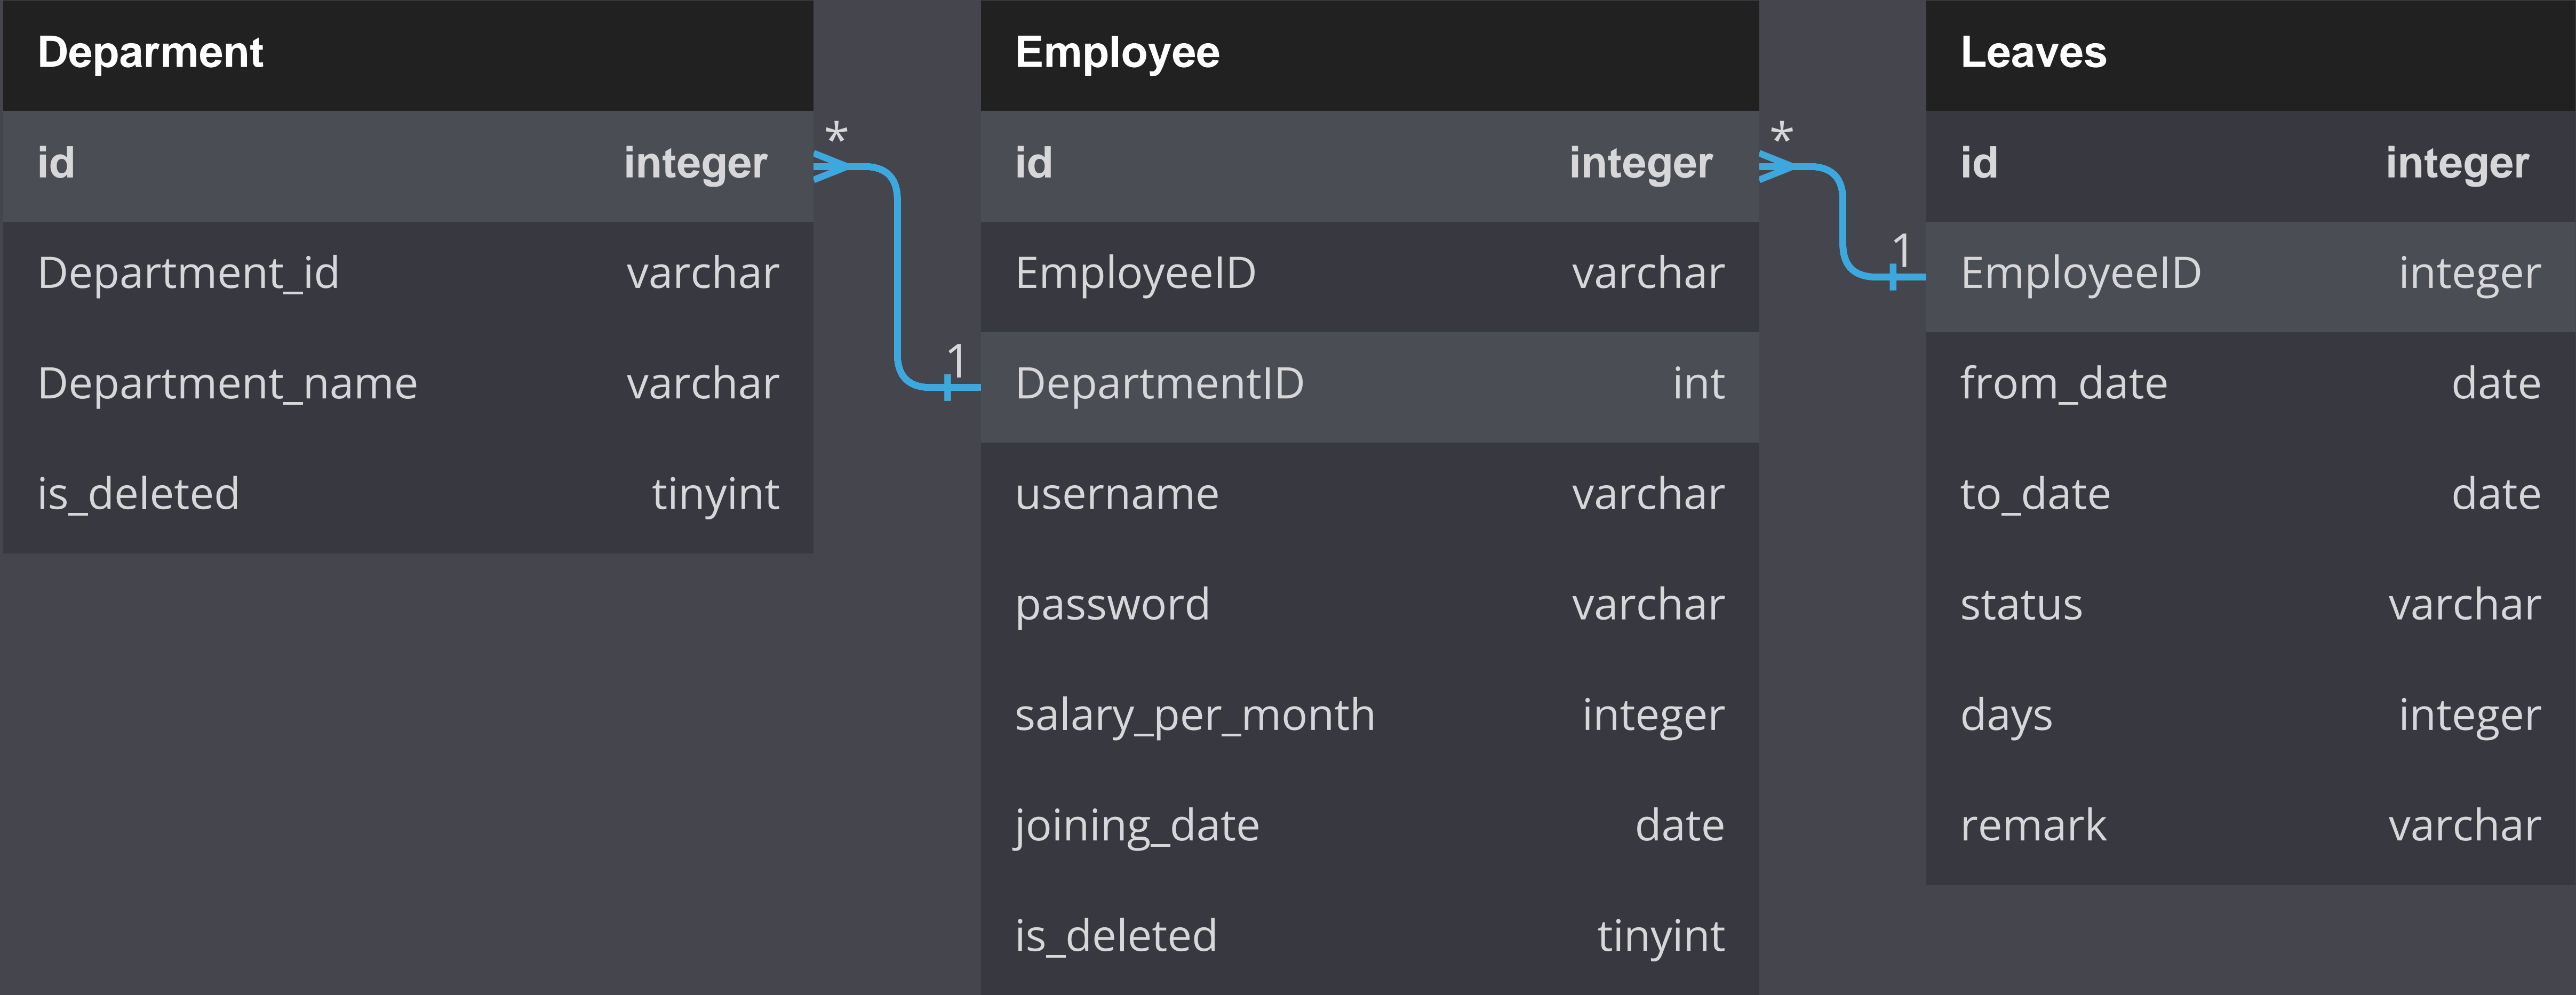 Deparment
id integer
Department_id varchar
Department_name varchar
is_deleted tinyint
*
1
Employee
id integer
EmployeeID varchar
DepartmentID int
username varchar
password varchar
salary_per_month integer
joining_date date
is_deleted tinyint
*
1
Leaves
id integer
EmployeeID integer
from_date date
to_date date
status varchar
days integer
remark varchar